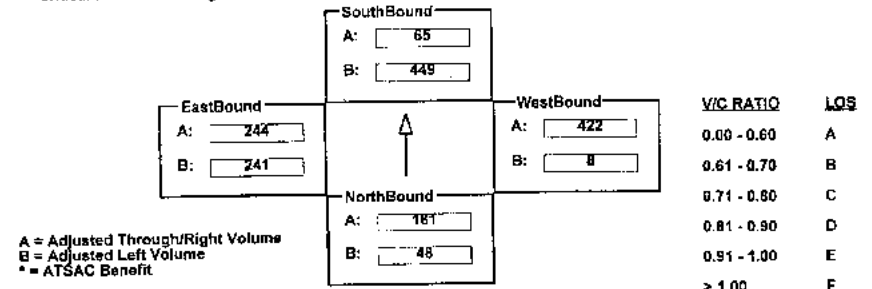 SouthBound
A: 65
B: 449
EastBound
A: 244
B: 241
WestBound
A: 422
B: 8
NorthBound
A: 161
B: 48
A = Adjusted Through/Right Volume
B = Adjusted Left Volume
* = ATSAC Benefit
V/C RATIO LOS
0.00 - 0.60 A
0.61 - 0.70 B
0.71 - 0.80 C
0.81 - 0.90 D
0.91 - 1.00 E
> 1.00 F